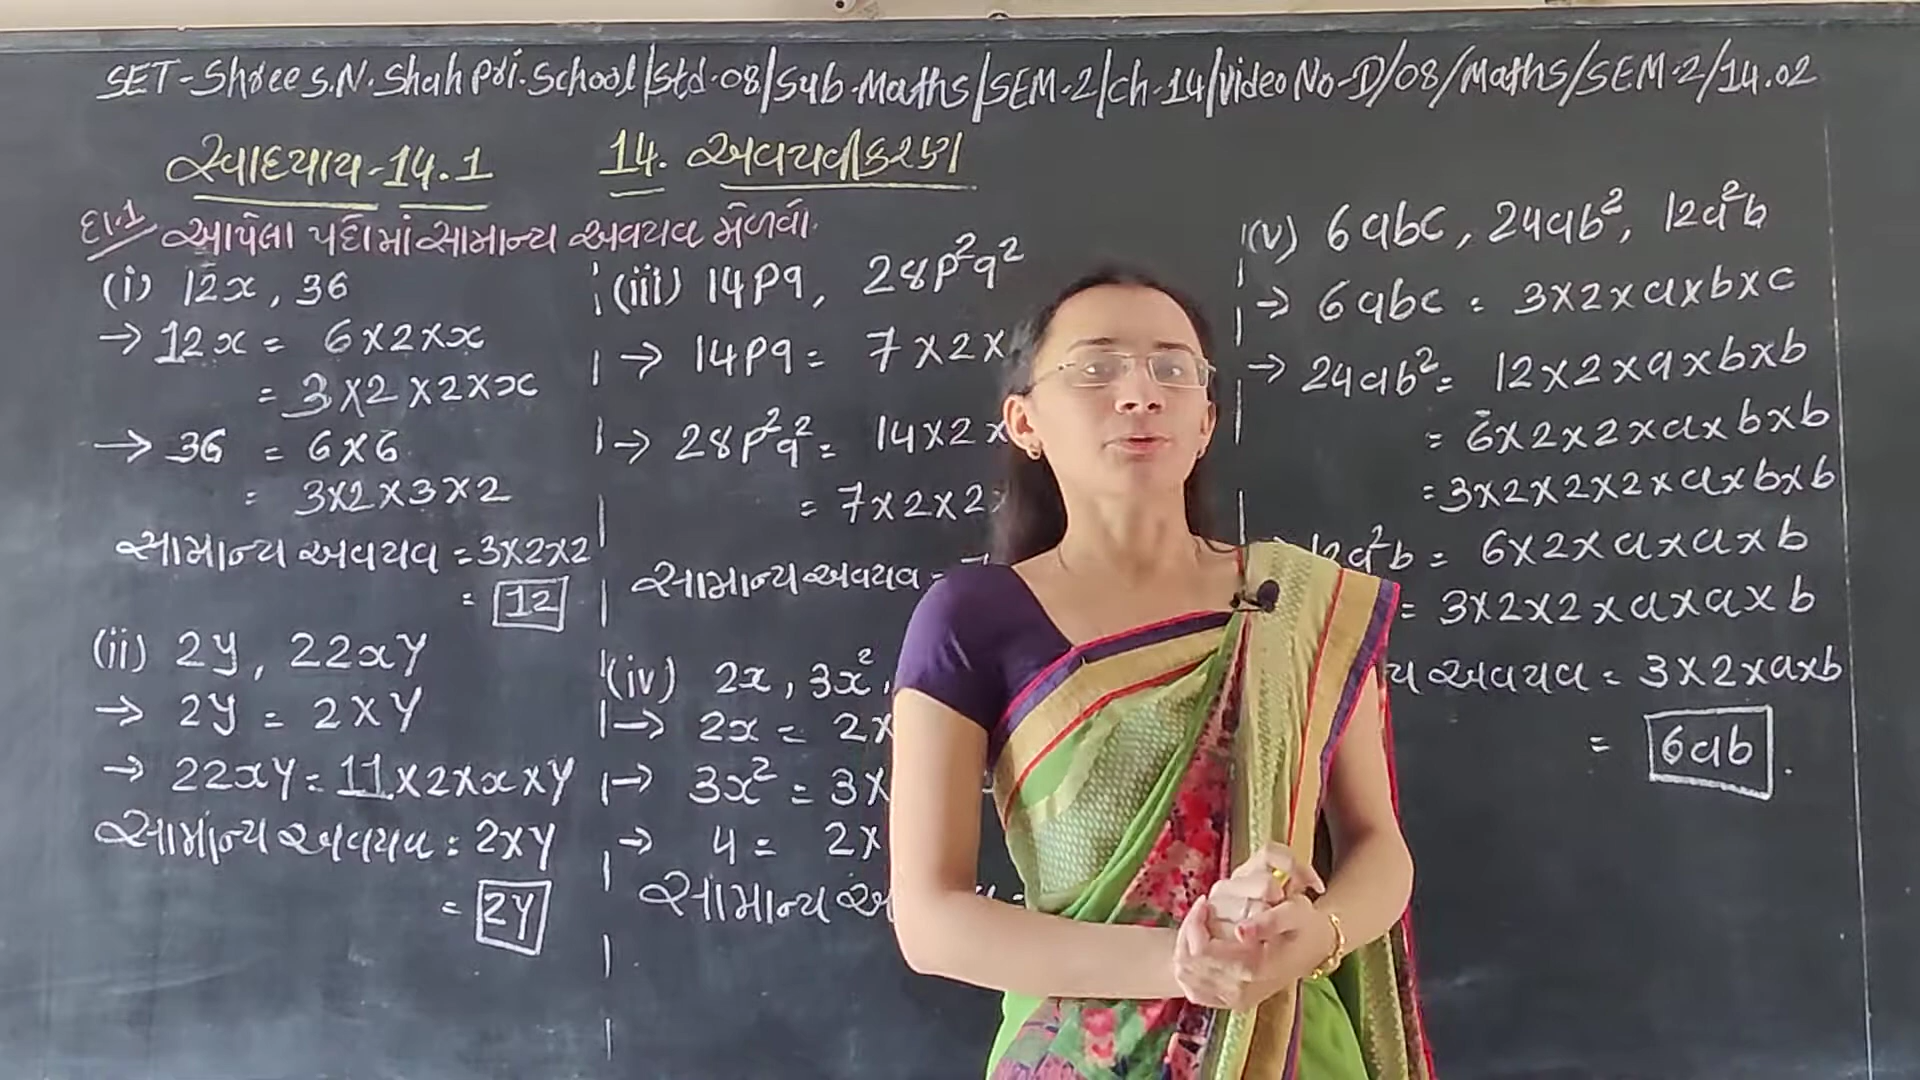 SET-Shree S.N.Shah Pri.School/Std-08/Sub-Maths/SEM-2/Ch-14/Video No-D/08/Maths/SEM-2/14.02
સ્વાધ્યાય-14.1
14. અવયવીકરણ
દા.1 આપેલા પદોમાં સામાન્ય અવયવ મેળવો.
(i) 12x, 36
→ 12x = 6×2×x
= 3×2×2×x
→ 36 = 6×6
= 3×2×3×2
સામાન્ય અવયવ = 3×2×2
= 12
(ii) 2y, 22xy
→ 2y = 2×y
→ 22xy = 11×2×x×y
સામાન્ય અવયવ = 2×y
= 2y
(iii) 14pq, 28p²q²
→ 14pq = 7×2×
→ 28p²q² = 14×2×
= 7×2×2×
સામાન્ય અવયવ =
(iv) 2x, 3x²,
→ 2x = 2×
→ 3x² = 3×
→ 4 = 2×
સામાન્ય
(v) 6abc, 24ab², 12a²b
→ 6abc = 3×2×a×b×c
→ 24ab² = 12×2×a×b×b
= 6×2×2×a×b×b
= 3×2×2×2×a×b×b
12a²b = 6×2×a×a×b
= 3×2×2×a×a×b
અવયવ = 3×2×a×b
= 6ab.